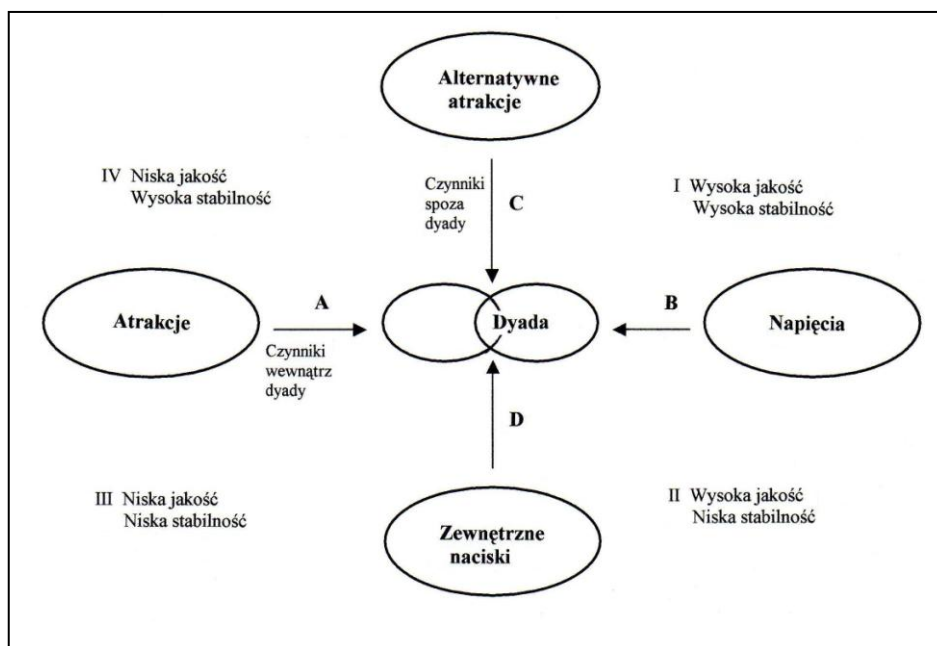 Alternatywne
atrakcje
IV Niska jakość
Wysoka stabilność
Czynniki
spoza
dyady
C
I Wysoka jakość
Wysoka stabilność
Atrakcje
A
Czynniki
wewnątrz
dyady
Dyada
B
Napięcia
D
III Niska jakość
Niska stabilność
Zewnętrzne
naciski
II Wysoka jakość
Niska stabilność